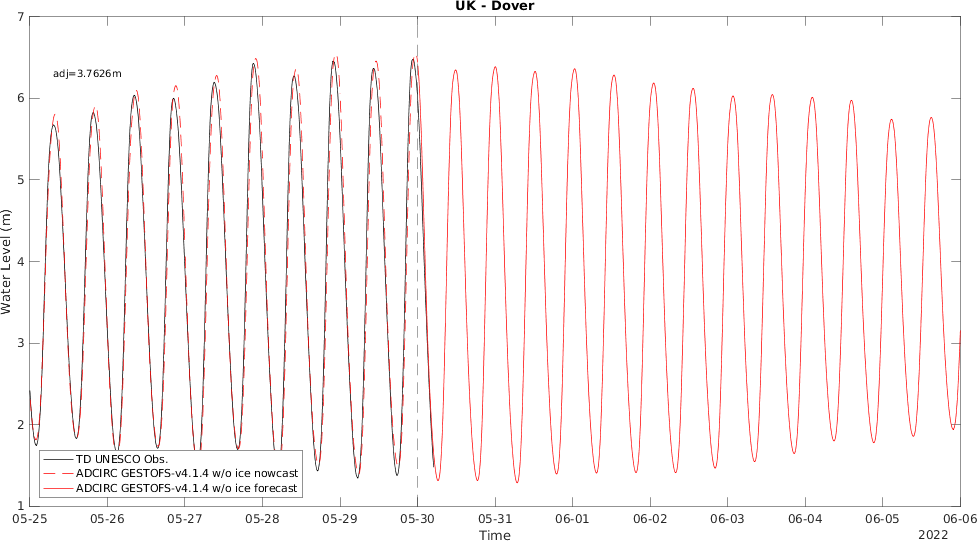 UK - Dover
7
adj=3.7626m
6
5
4
3
2
1
Water Level (m)
TD UNESCO Obs.
ADCIRC GESTOFS-v4.1.4 w/o ice nowcast
ADCIRC GESTOFS-v4.1.4 w/o ice forecast
05-25 05-26 05-27 05-28 05-29 05-30 05-31 06-01 06-02 06-03 06-04 06-05 06-06
Time
2022